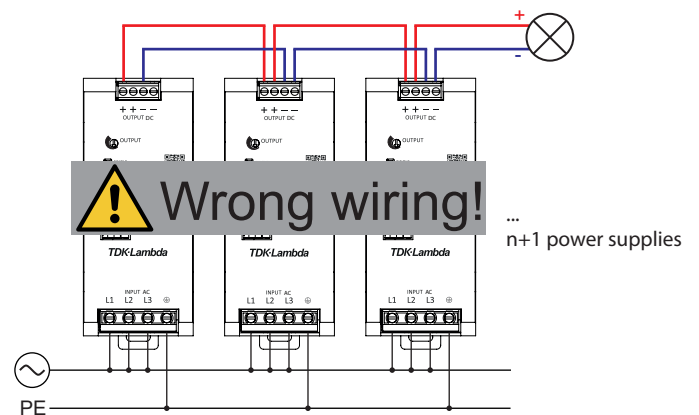 +
-
+ + - -
OUTPUT DC
OUTPUT
+ + - -
OUTPUT DC
OUTPUT
+ + - -
OUTPUT DC
OUTPUT
Wrong wiring!
...
n+1 power supplies
TDK-Lambda
TDK-Lambda
TDK-Lambda
INPUT AC
L1 L2 L3
INPUT AC
L1 L2 L3
INPUT AC
L1 L2 L3
PE